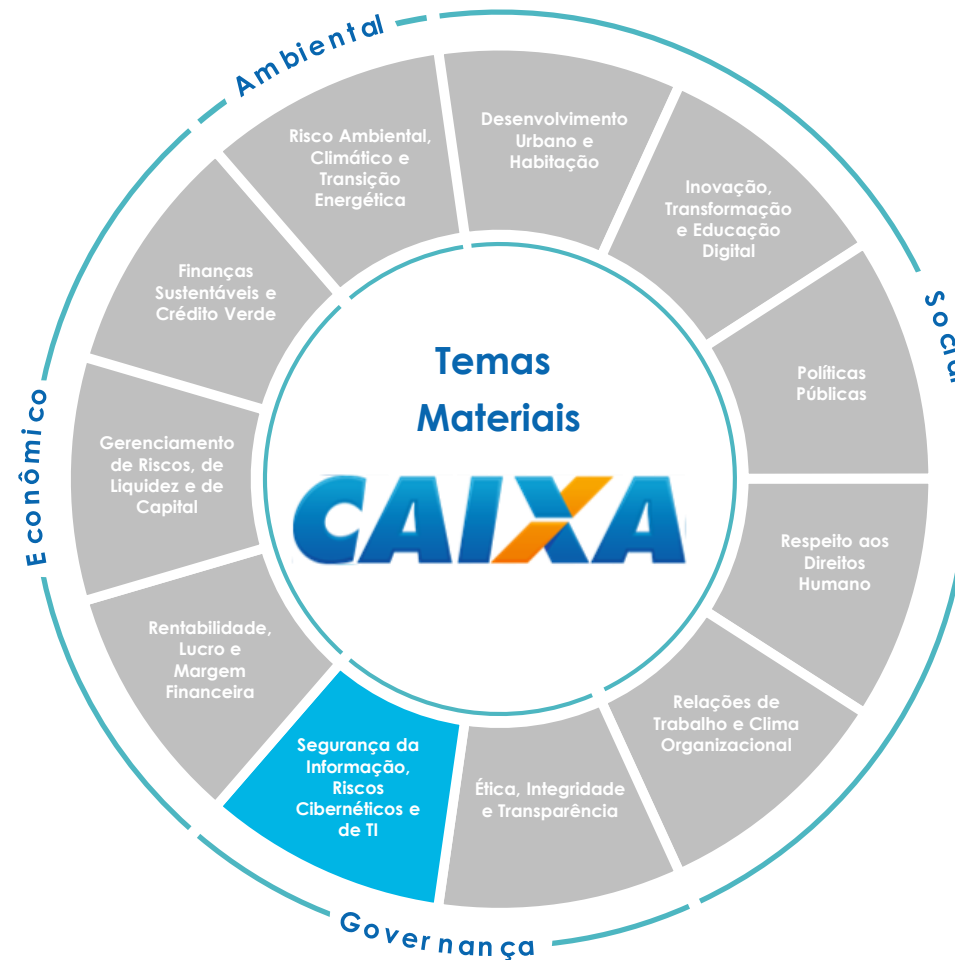 Ambiental
Social
Econômico
Governança
Desenvolvimento
Urbano e
Habitação
Inovação,
Transformação
e Educação
Digital
Políticas
Públicas
Respeito aos
Direitos
Humano
Relações de
Trabalho e Clima
Organizacional
Ética, Integridade
e Transparência
Segurança da
Informação,
Riscos
Cibernéticos e
de TI
Rentabilidade,
Lucro e
Margem
Financeira
Gerenciamento
de Riscos, de
Liquidez e de
Capital
Finanças
Sustentáveis e
Crédito Verde
Risco Ambiental,
Climático e
Transição
Energética
Temas
Materiais
CAIXA